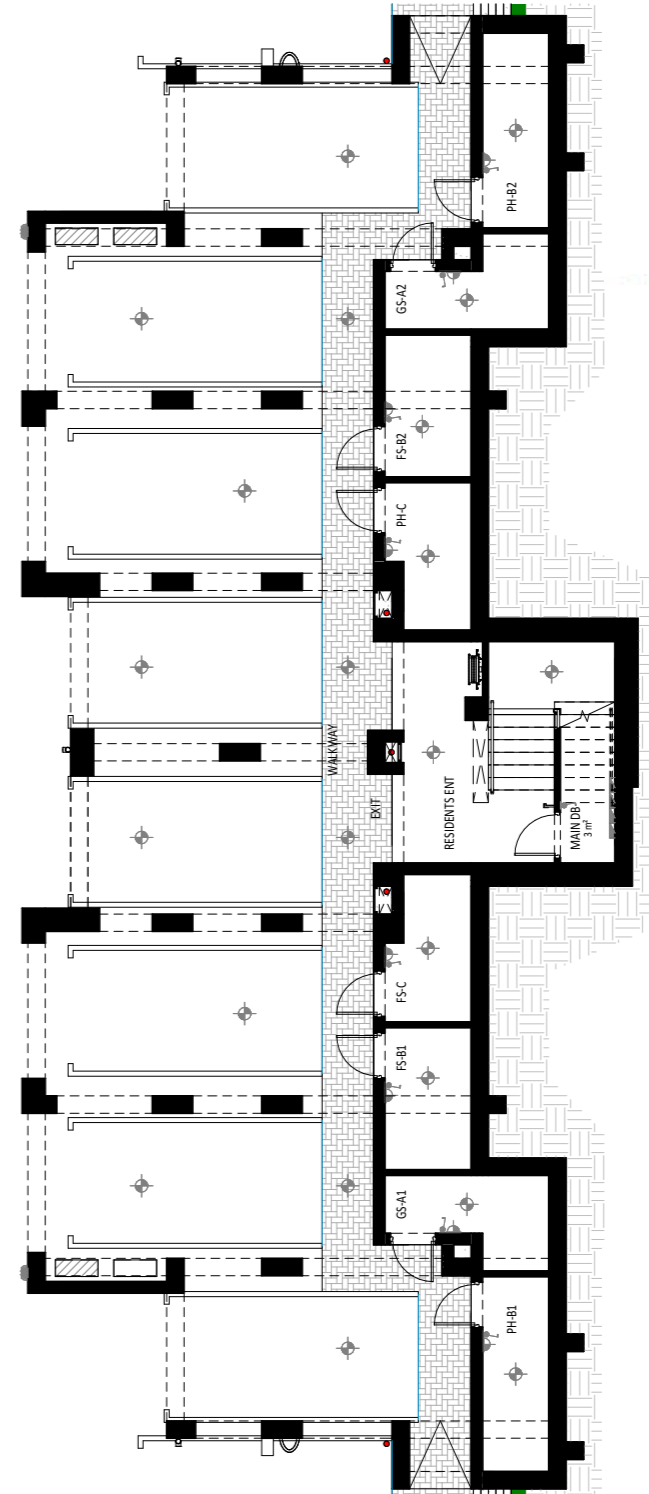 PH-B2
GS-A2
FS-B2
PH-C
WALKWAY
EXIT
RESIDENTS ENT
MAIN DB
3 m²
FS-C
FS-B1
GS-A1
PH-B1